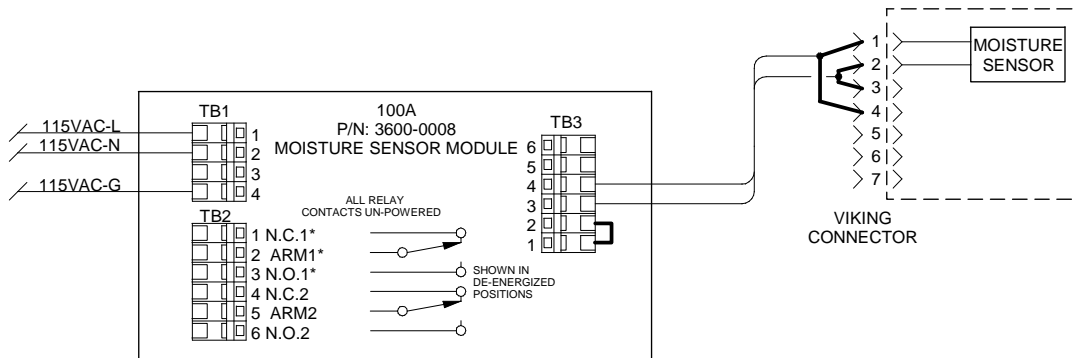 115VAC-L
115VAC-N
115VAC-G
TB1
1
2
3
4
100A
P/N: 3600-0008
MOISTURE SENSOR MODULE
TB3
6
5
4
3
2
1
TB2
1 N.C.1*
2 ARM1*
3 N.O.1*
4 N.C.2
5 ARM2
6 N.O.2
ALL RELAY
CONTACTS UN-POWERED
SHOWN IN
DE-ENERGIZED
POSITIONS
1
2
3
4
5
6
7
VIKING
CONNECTOR
MOISTURE
SENSOR